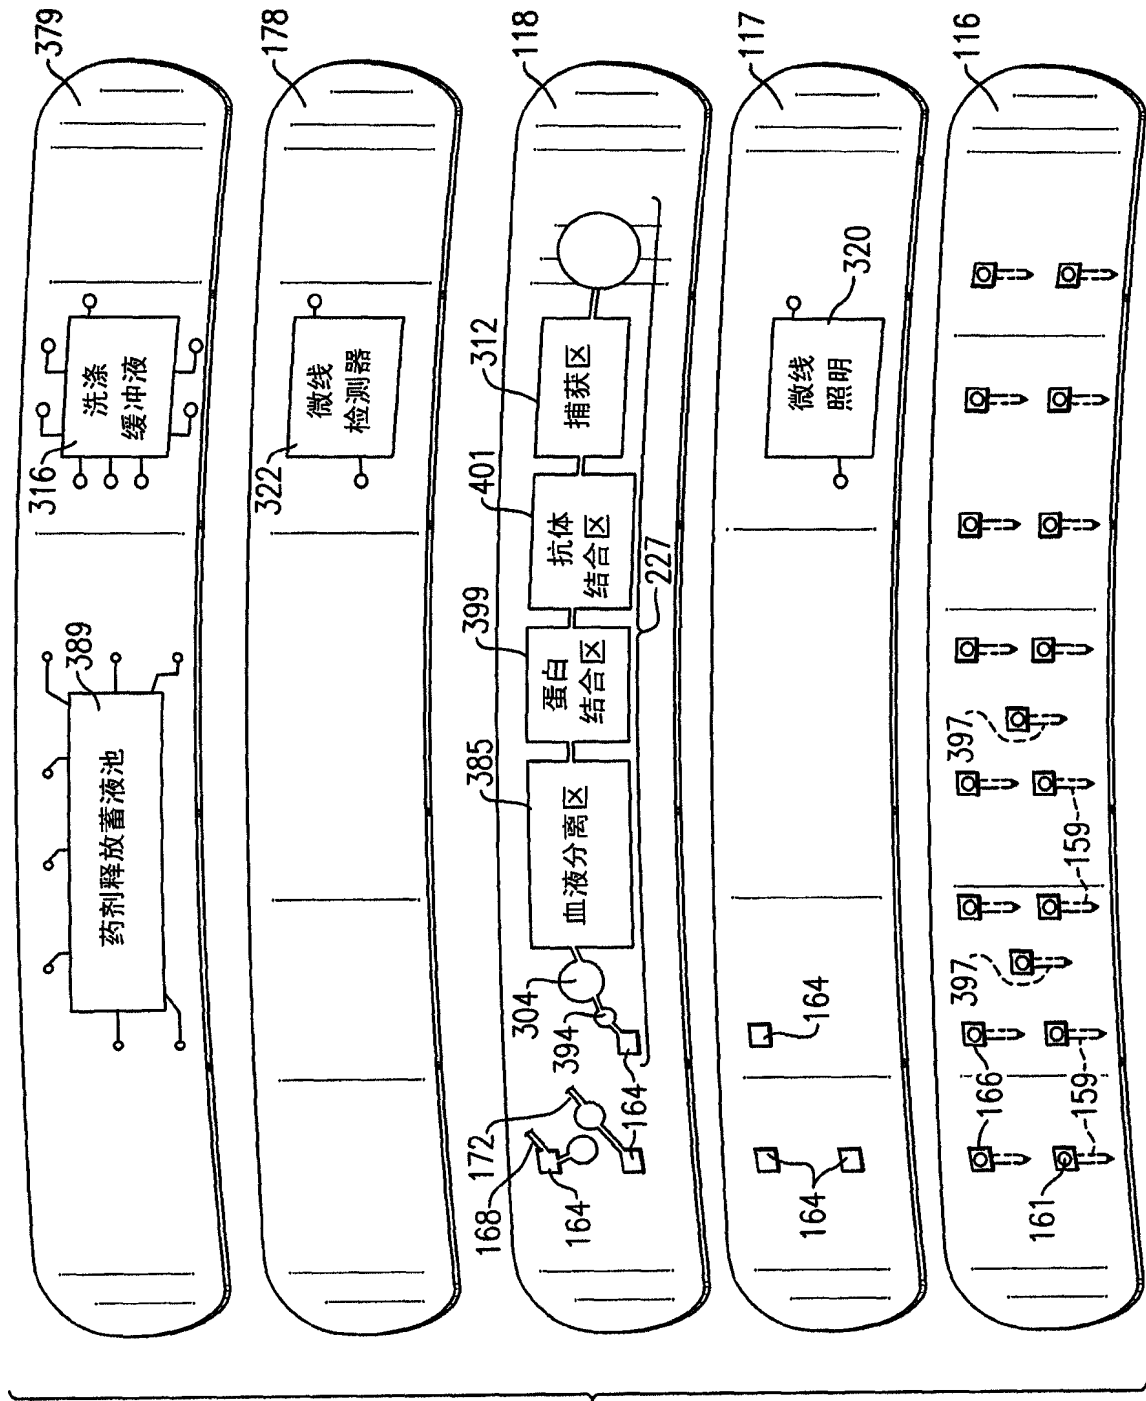 379
洗涤
缓冲液
316
389
药剂释放蓄液池
178
微线
检测器
322
118
312
捕获区
401
抗体
结合区
399
蛋白
结合区
227
385
血液分离区
304
394
164
172
168
164
164
117
320
微线
照明
164
164
116
397
159
397
166
159
161